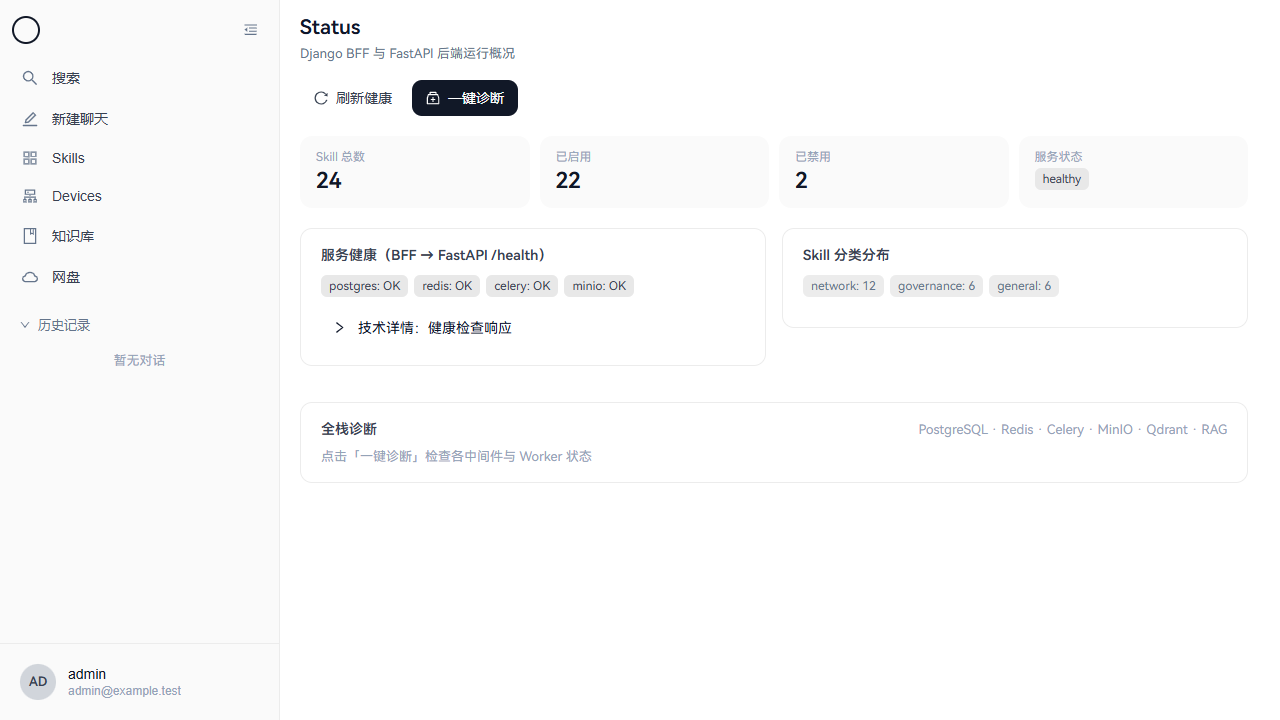 搜索
新建聊天
Skills
Devices
知识库
网盘
历史记录
暂无对话
AD
admin
admin@example.test
Status
Django BFF 与 FastAPI 后端运行概况
刷新健康
一键诊断
Skill 总数
24
已启用
22
已禁用
2
服务状态
healthy
服务健康（BFF → FastAPI /health）
postgres: OK
redis: OK
celery: OK
minio: OK
技术详情：健康检查响应
Skill 分类分布
network: 12
governance: 6
general: 6
全栈诊断
PostgreSQL · Redis · Celery · MinIO · Qdrant · RAG
点击「一键诊断」检查各中间件与 Worker 状态